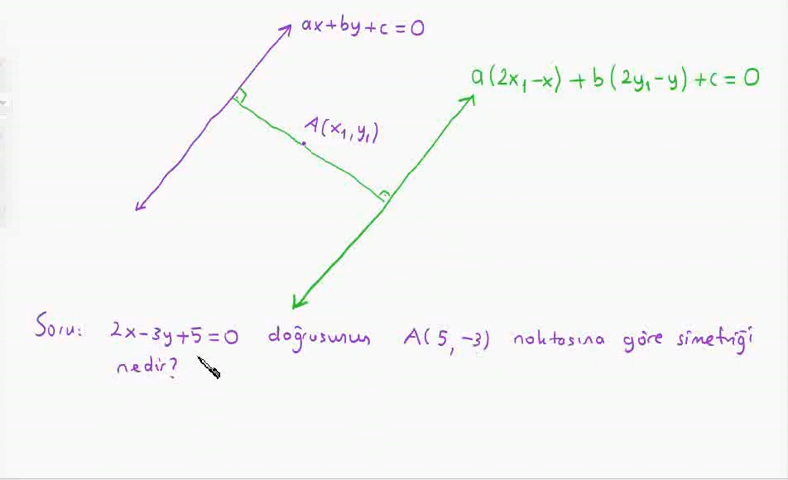 ax+by+c=0
a(2x₁-x)+b(2y₁-y)+c=0
A(x₁,y₁)
Soru: 2x-3y+5=0 doğrusunun A(5,-3) noktasına göre simetriği
nedir?